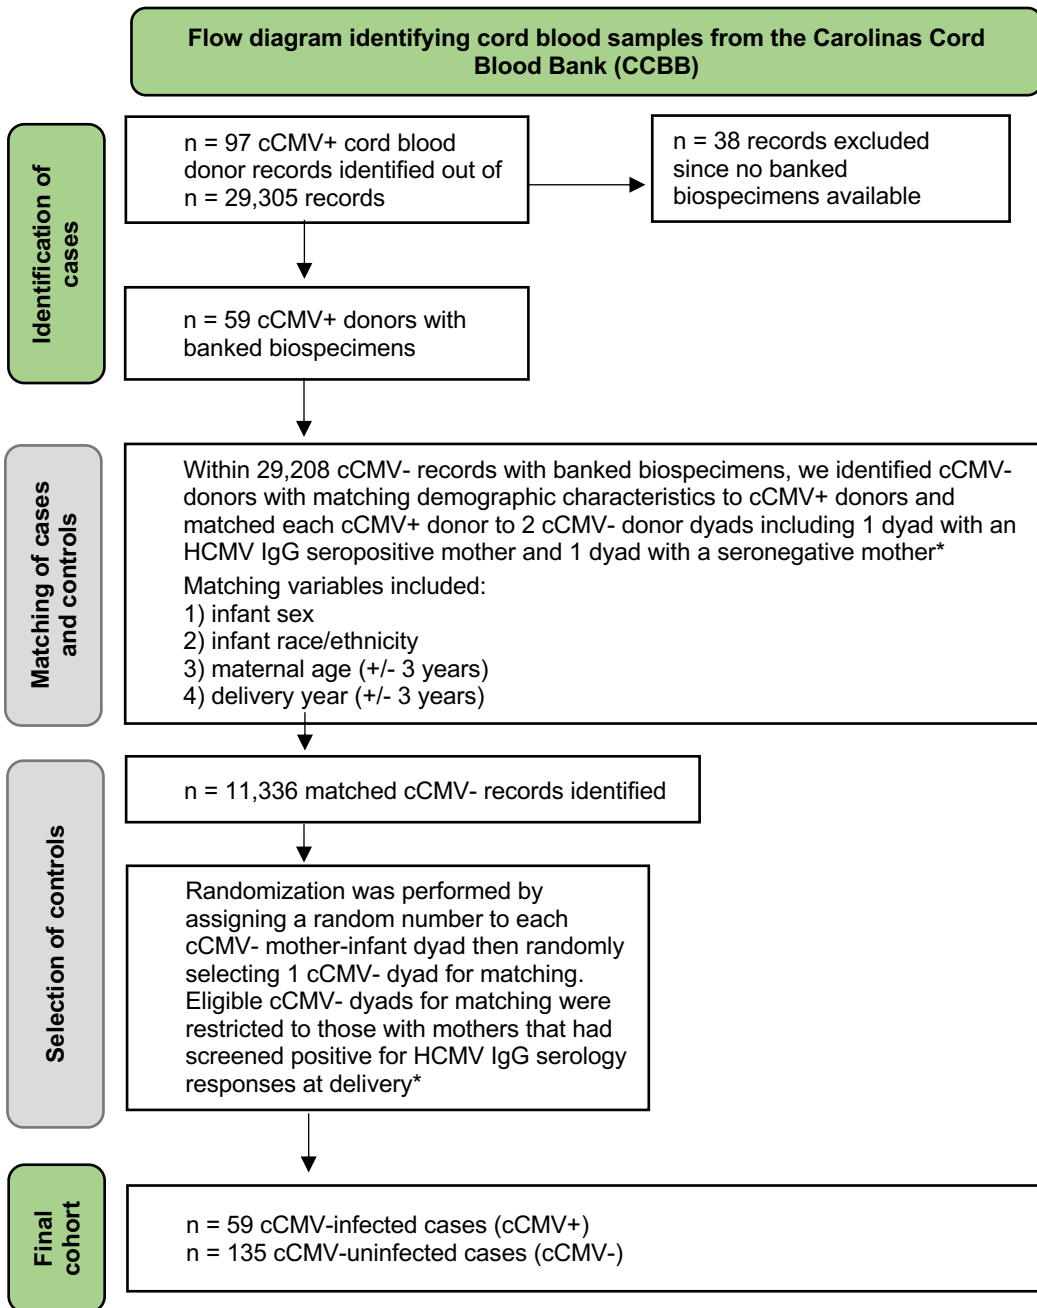 Flow diagram identifying cord blood samples from the Carolinas Cord
Blood Bank (CCBB)
Identification of
cases
n = 97 cCMV+ cord blood
donor records identified out of
n = 29,305 records
n = 38 records excluded
since no banked
biospecimens available
n = 59 cCMV+ donors with
banked biospecimens
Matching of cases
and controls
Within 29,208 cCMV- records with banked biospecimens, we identified cCMV-
donors with matching demographic characteristics to cCMV+ donors and
matched each cCMV+ donor to 2 cCMV- donor dyads including 1 dyad with an
HCMV IgG seropositive mother and 1 dyad with a seronegative mother*
Matching variables included:
1) infant sex
2) infant race/ethnicity
3) maternal age (+/- 3 years)
4) delivery year (+/- 3 years)
Selection of controls
n = 11,336 matched cCMV- records identified
Randomization was performed by
assigning a random number to each
cCMV- mother-infant dyad then randomly
selecting 1 cCMV- dyad for matching.
Eligible cCMV- dyads for matching were
restricted to those with mothers that had
screened positive for HCMV IgG serology
responses at delivery*
Final
cohort
n = 59 cCMV-infected cases (cCMV+)
n = 135 cCMV-uninfected cases (cCMV-)